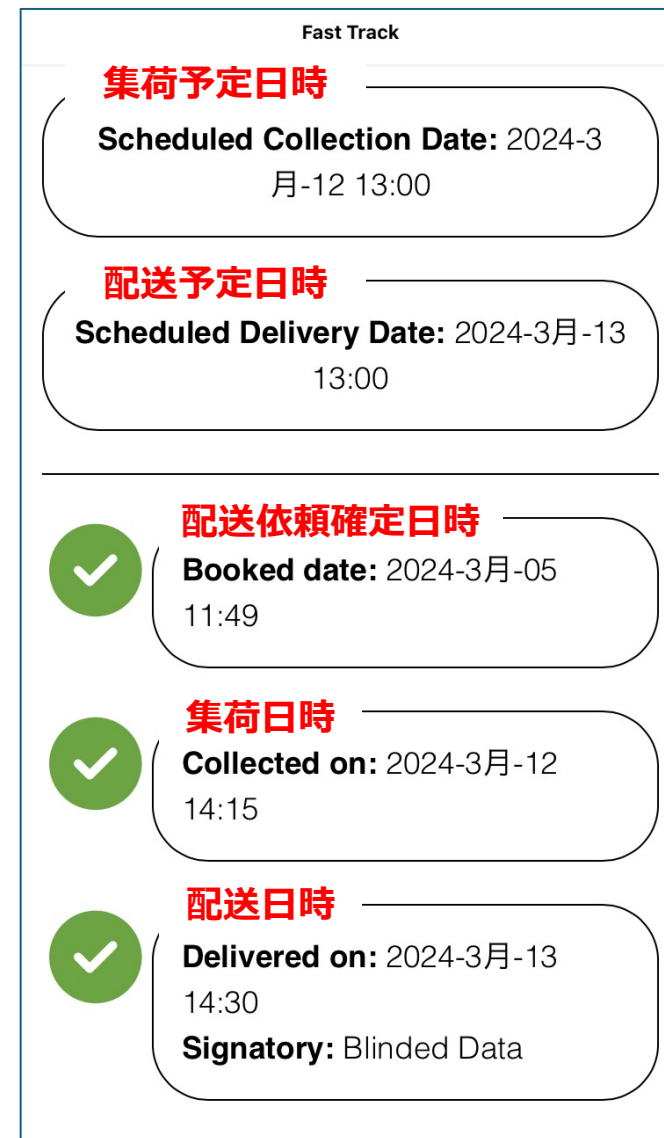 Fast Track
集荷予定日時
Scheduled Collection Date: 2024-3
月-12 13:00
配送予定日時
Scheduled Delivery Date: 2024-3月-13
13:00
配送依頼確定日時
Booked date: 2024-3月-05
11:49
集荷日時
Collected on: 2024-3月-12
14:15
配送日時
Delivered on: 2024-3月-13
14:30
Signatory: Blinded Data